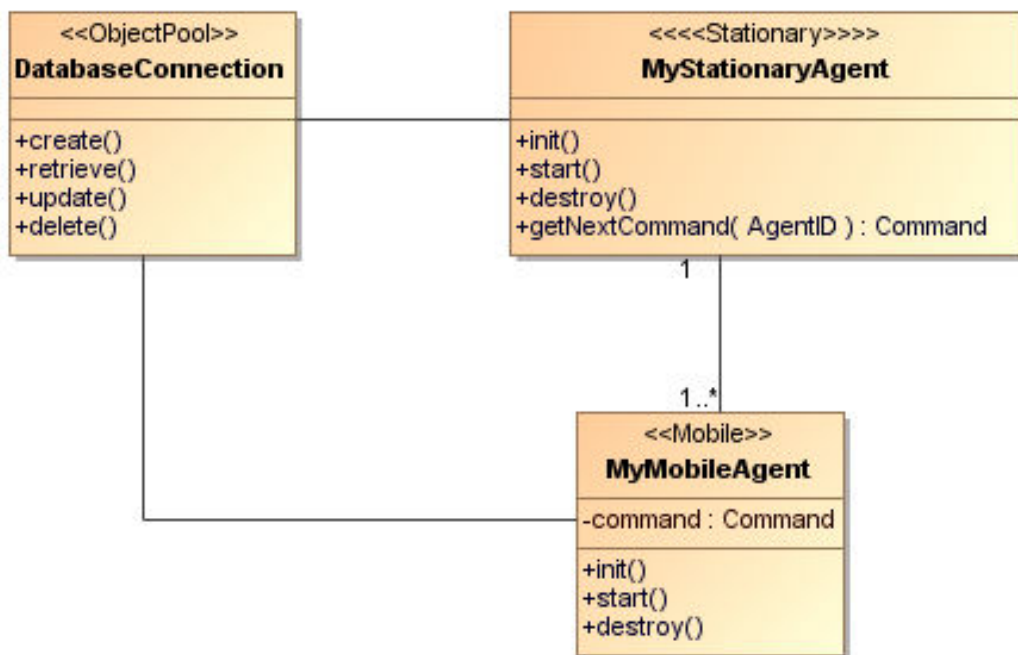 <<ObjectPool>>
DatabaseConnection
+create()
+retrieve()
+update()
+delete()
<<<<Stationary>>>>
MyStationaryAgent
+init()
+start()
+destroy()
+getNextCommand( AgentID ) : Command
1
1..*
<<Mobile>>
MyMobileAgent
-command : Command
+init()
+start()
+destroy()